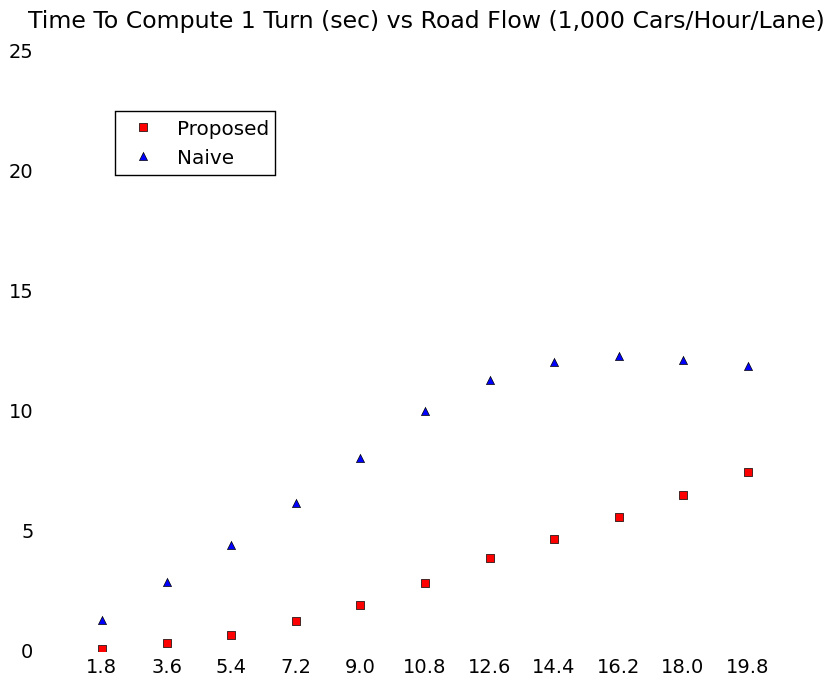 Time To Compute 1 Turn (sec) vs Road Flow (1,000 Cars/Hour/Lane)
25
Proposed
Naive
20
15
10
5
0
1.8 3.6 5.4 7.2 9.0 10.8 12.6 14.4 16.2 18.0 19.8